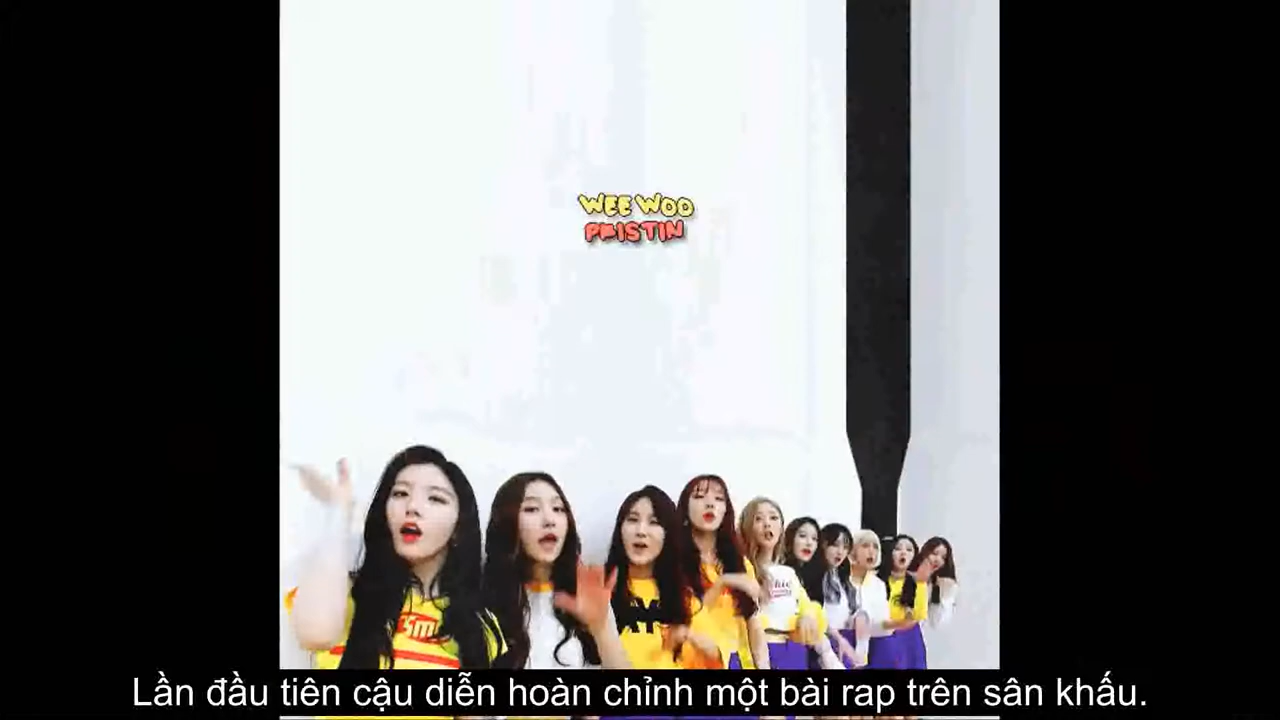 WEE WOO
PRISTIN
Lần đầu tiên cậu diễn hoàn chỉnh một bài rap trên sân khấu.